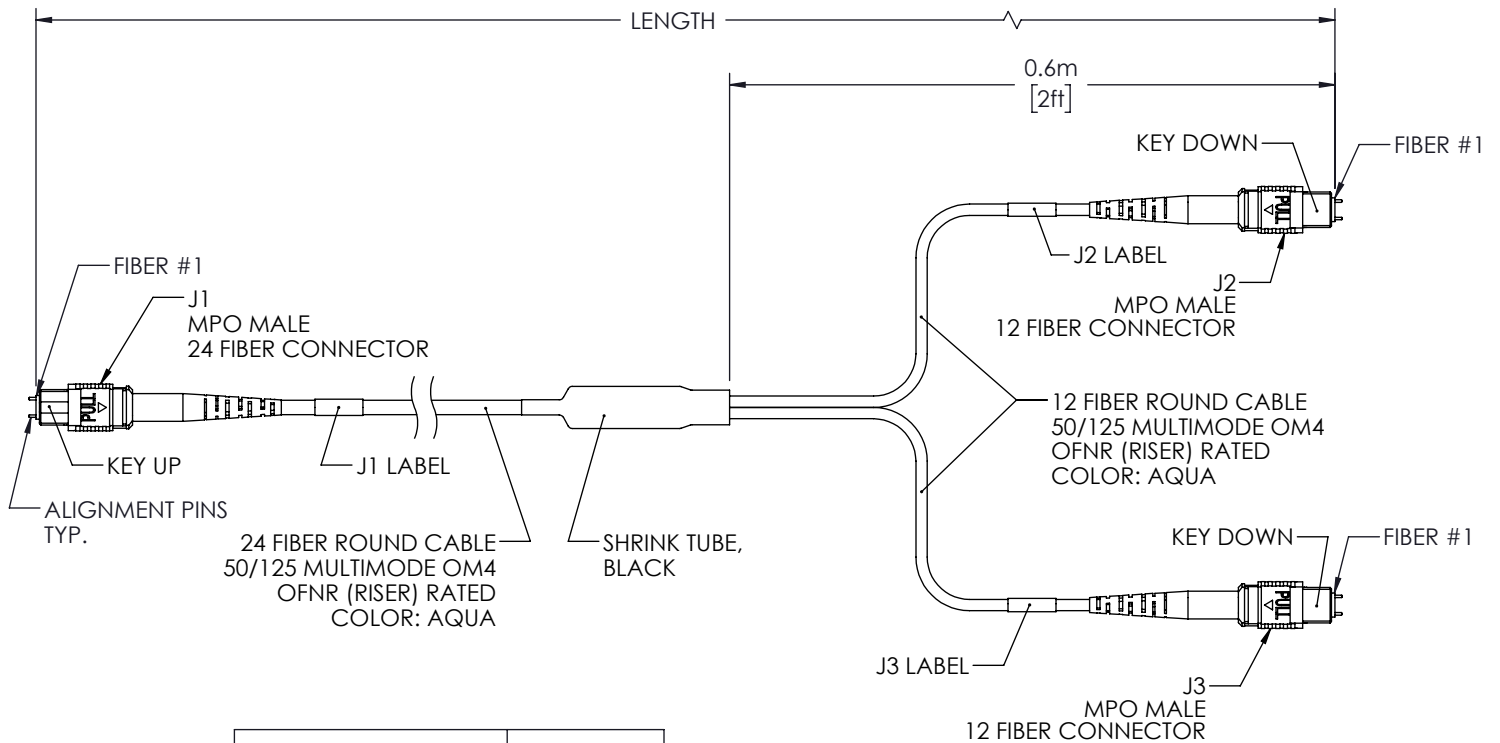 LENGTH
0.6m
[2ft]
KEY DOWN
FIBER #1
PULL
J2 LABEL
J2
MPO MALE
12 FIBER CONNECTOR
FIBER #1
J1
MPO MALE
24 FIBER CONNECTOR
PULL
KEY UP
J1 LABEL
ALIGNMENT PINS
TYP.
24 FIBER ROUND CABLE
50/125 MULTIMODE OM4
OFNR (RISER) RATED
COLOR: AQUA
SHRINK TUBE,
BLACK
12 FIBER ROUND CABLE
50/125 MULTIMODE OM4
OFNR (RISER) RATED
COLOR: AQUA
KEY DOWN
FIBER #1
PULL
J3 LABEL
J3
MPO MALE
12 FIBER CONNECTOR